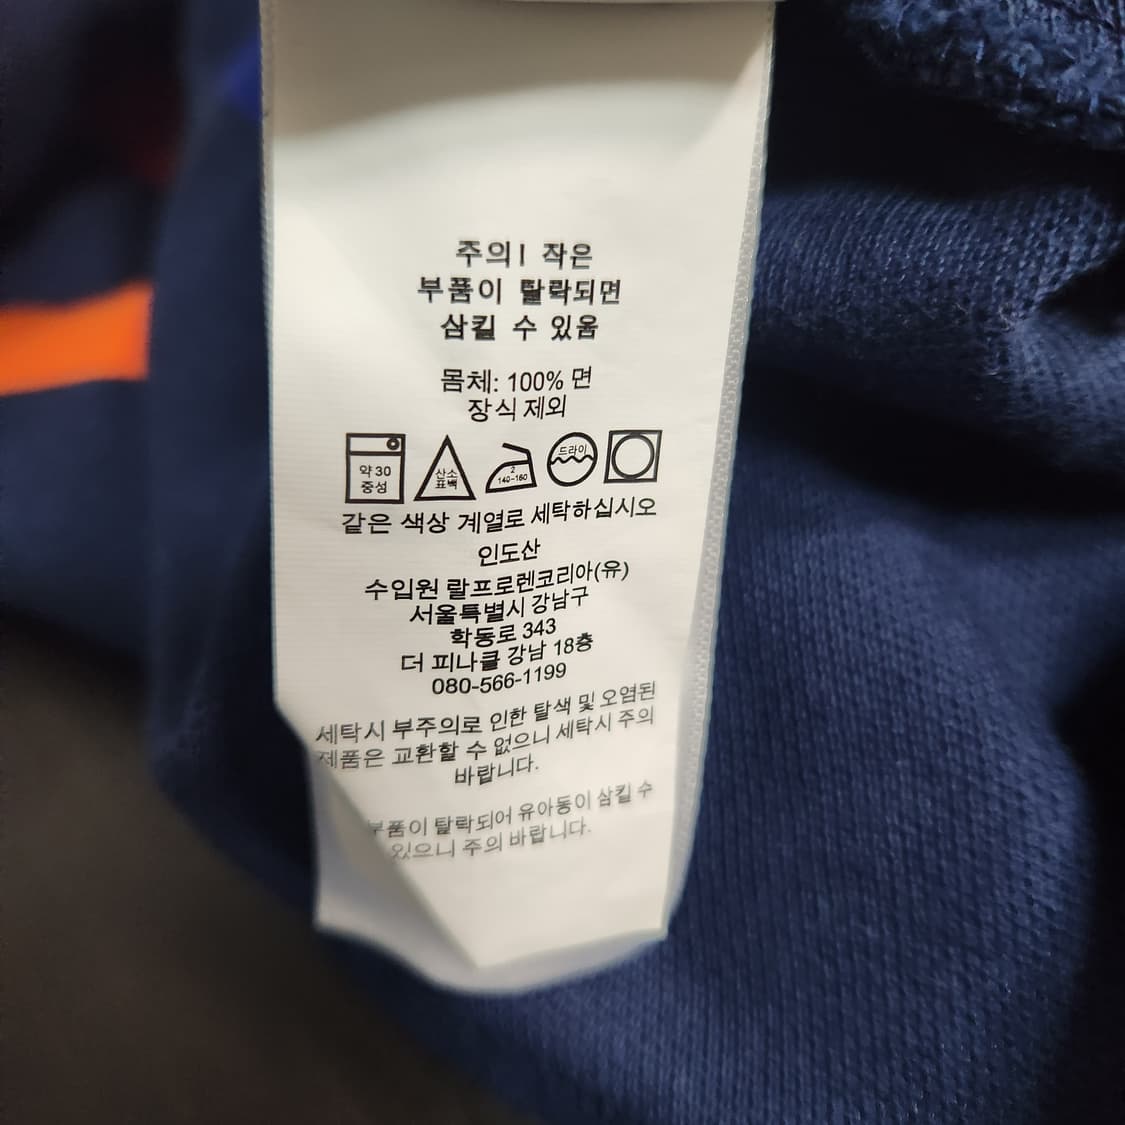 주의! 작은
부품이 탈락되면
삼킬 수 있움
몸체: 100% 면
장식 제외
약 30
중성
산소
표백
2
140-160
드라이
같은 색상 계열로 세탁하십시오
인도산
수입원 랄프로렌코리아(유)
서울특별시 강남구
학동로 343
더 피나클 강남 18층
080-566-1199
세탁시 부주의로 인한 탈색 및 오염된
제품은 교환할 수 없으니 세탁시 주의
바랍니다.
부품이 탈락되어 유아동이 삼킬 수
있으니 주의 바랍니다.